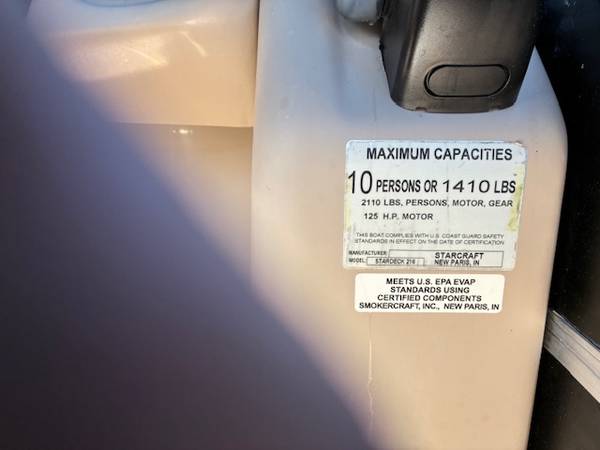 MAXIMUM CAPACITIES
10 PERSONS OR 1410 LBS
2110 LBS, PERSONS, MOTOR, GEAR
125 H.P. MOTOR
THIS BOAT COMPLIES WITH U.S. COAST GUARD SAFETY
STANDARDS IN EFFECT ON THE DATE OF CERTIFICATION
MANUFACTURER STARCRAFT
MODEL STARDECK 216 NEW PARIS, IN
MEETS U.S. EPA EVAP
STANDARDS USING
CERTIFIED COMPONENTS
SMOKERCRAFT, INC., NEW PARIS, IN